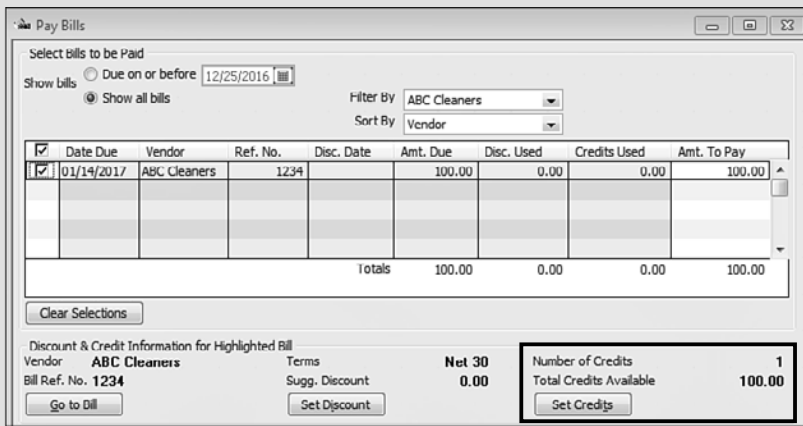 Pay Bills
Select Bills to be Paid
Show bills
Due on or before 12/25/2016
Show all bills
Filter By ABC Cleaners
Sort By Vendor
Date Due Vendor Ref. No. Disc. Date Amt. Due Disc. Used Credits Used Amt. To Pay
01/14/2017 ABC Cleaners 1234 100.00 0.00 0.00 100.00
Totals 100.00 0.00 0.00 100.00
Clear Selections
Discount & Credit Information for Highlighted Bill
Vendor ABC Cleaners Terms Net 30 Number of Credits 1
Bill Ref. No. 1234 Sugg. Discount 0.00 Total Credits Available 100.00
Go to Bill Set Discount Set Credits